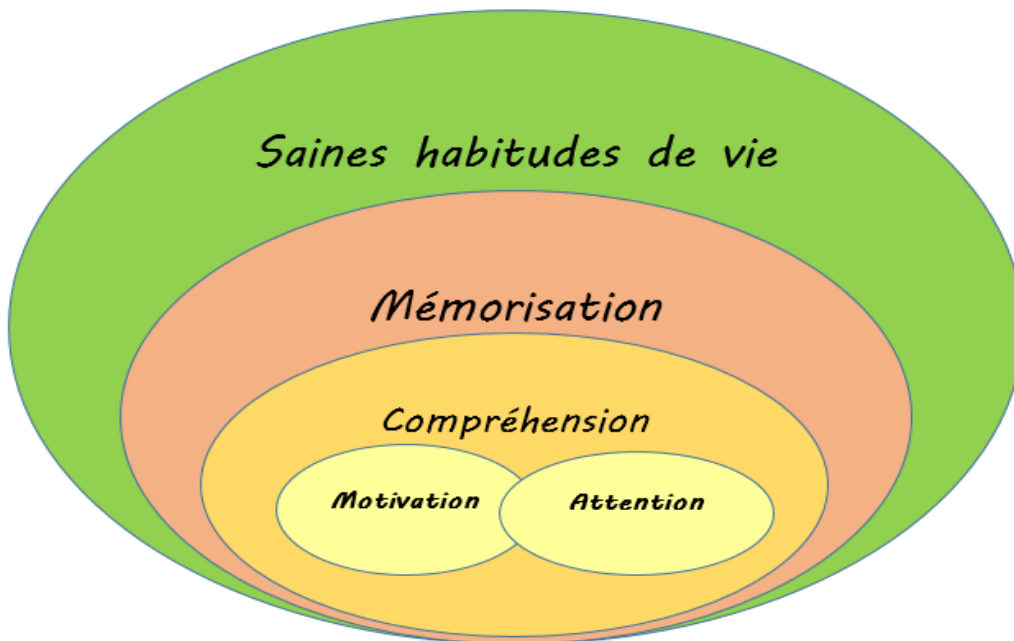 Saines habitudes de vie
Mémorisation
Compréhension
Motivation
Attention